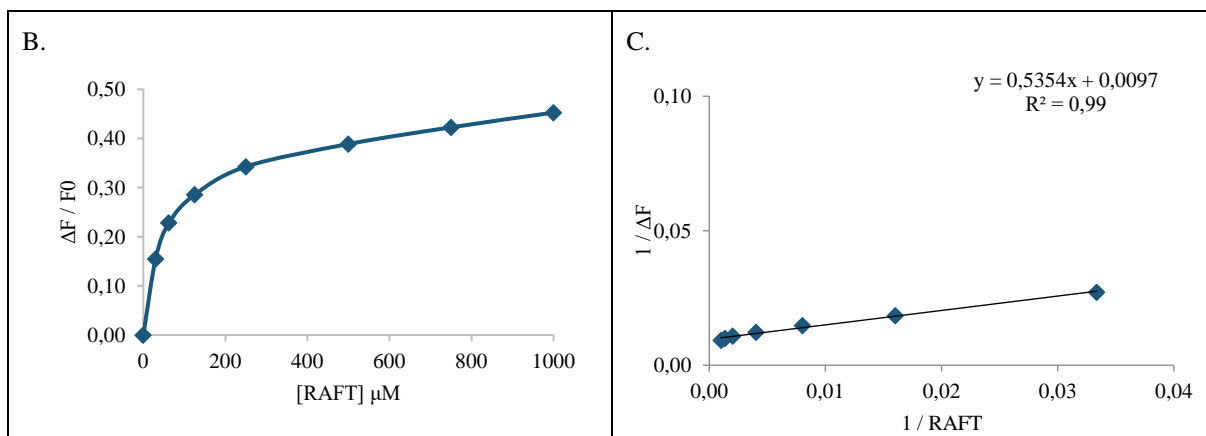 B.
0,50
0,40
0,30
0,20
0,10
0,00
ΔF / F0
0 200 400 600 800 1000
[RAFT] µM
C.
y = 0,5354x + 0,0097
R² = 0,99
0,10
0,05
0,00
1 / ΔF
0,00 0,01 0,02 0,03 0,04
1 / RAFT